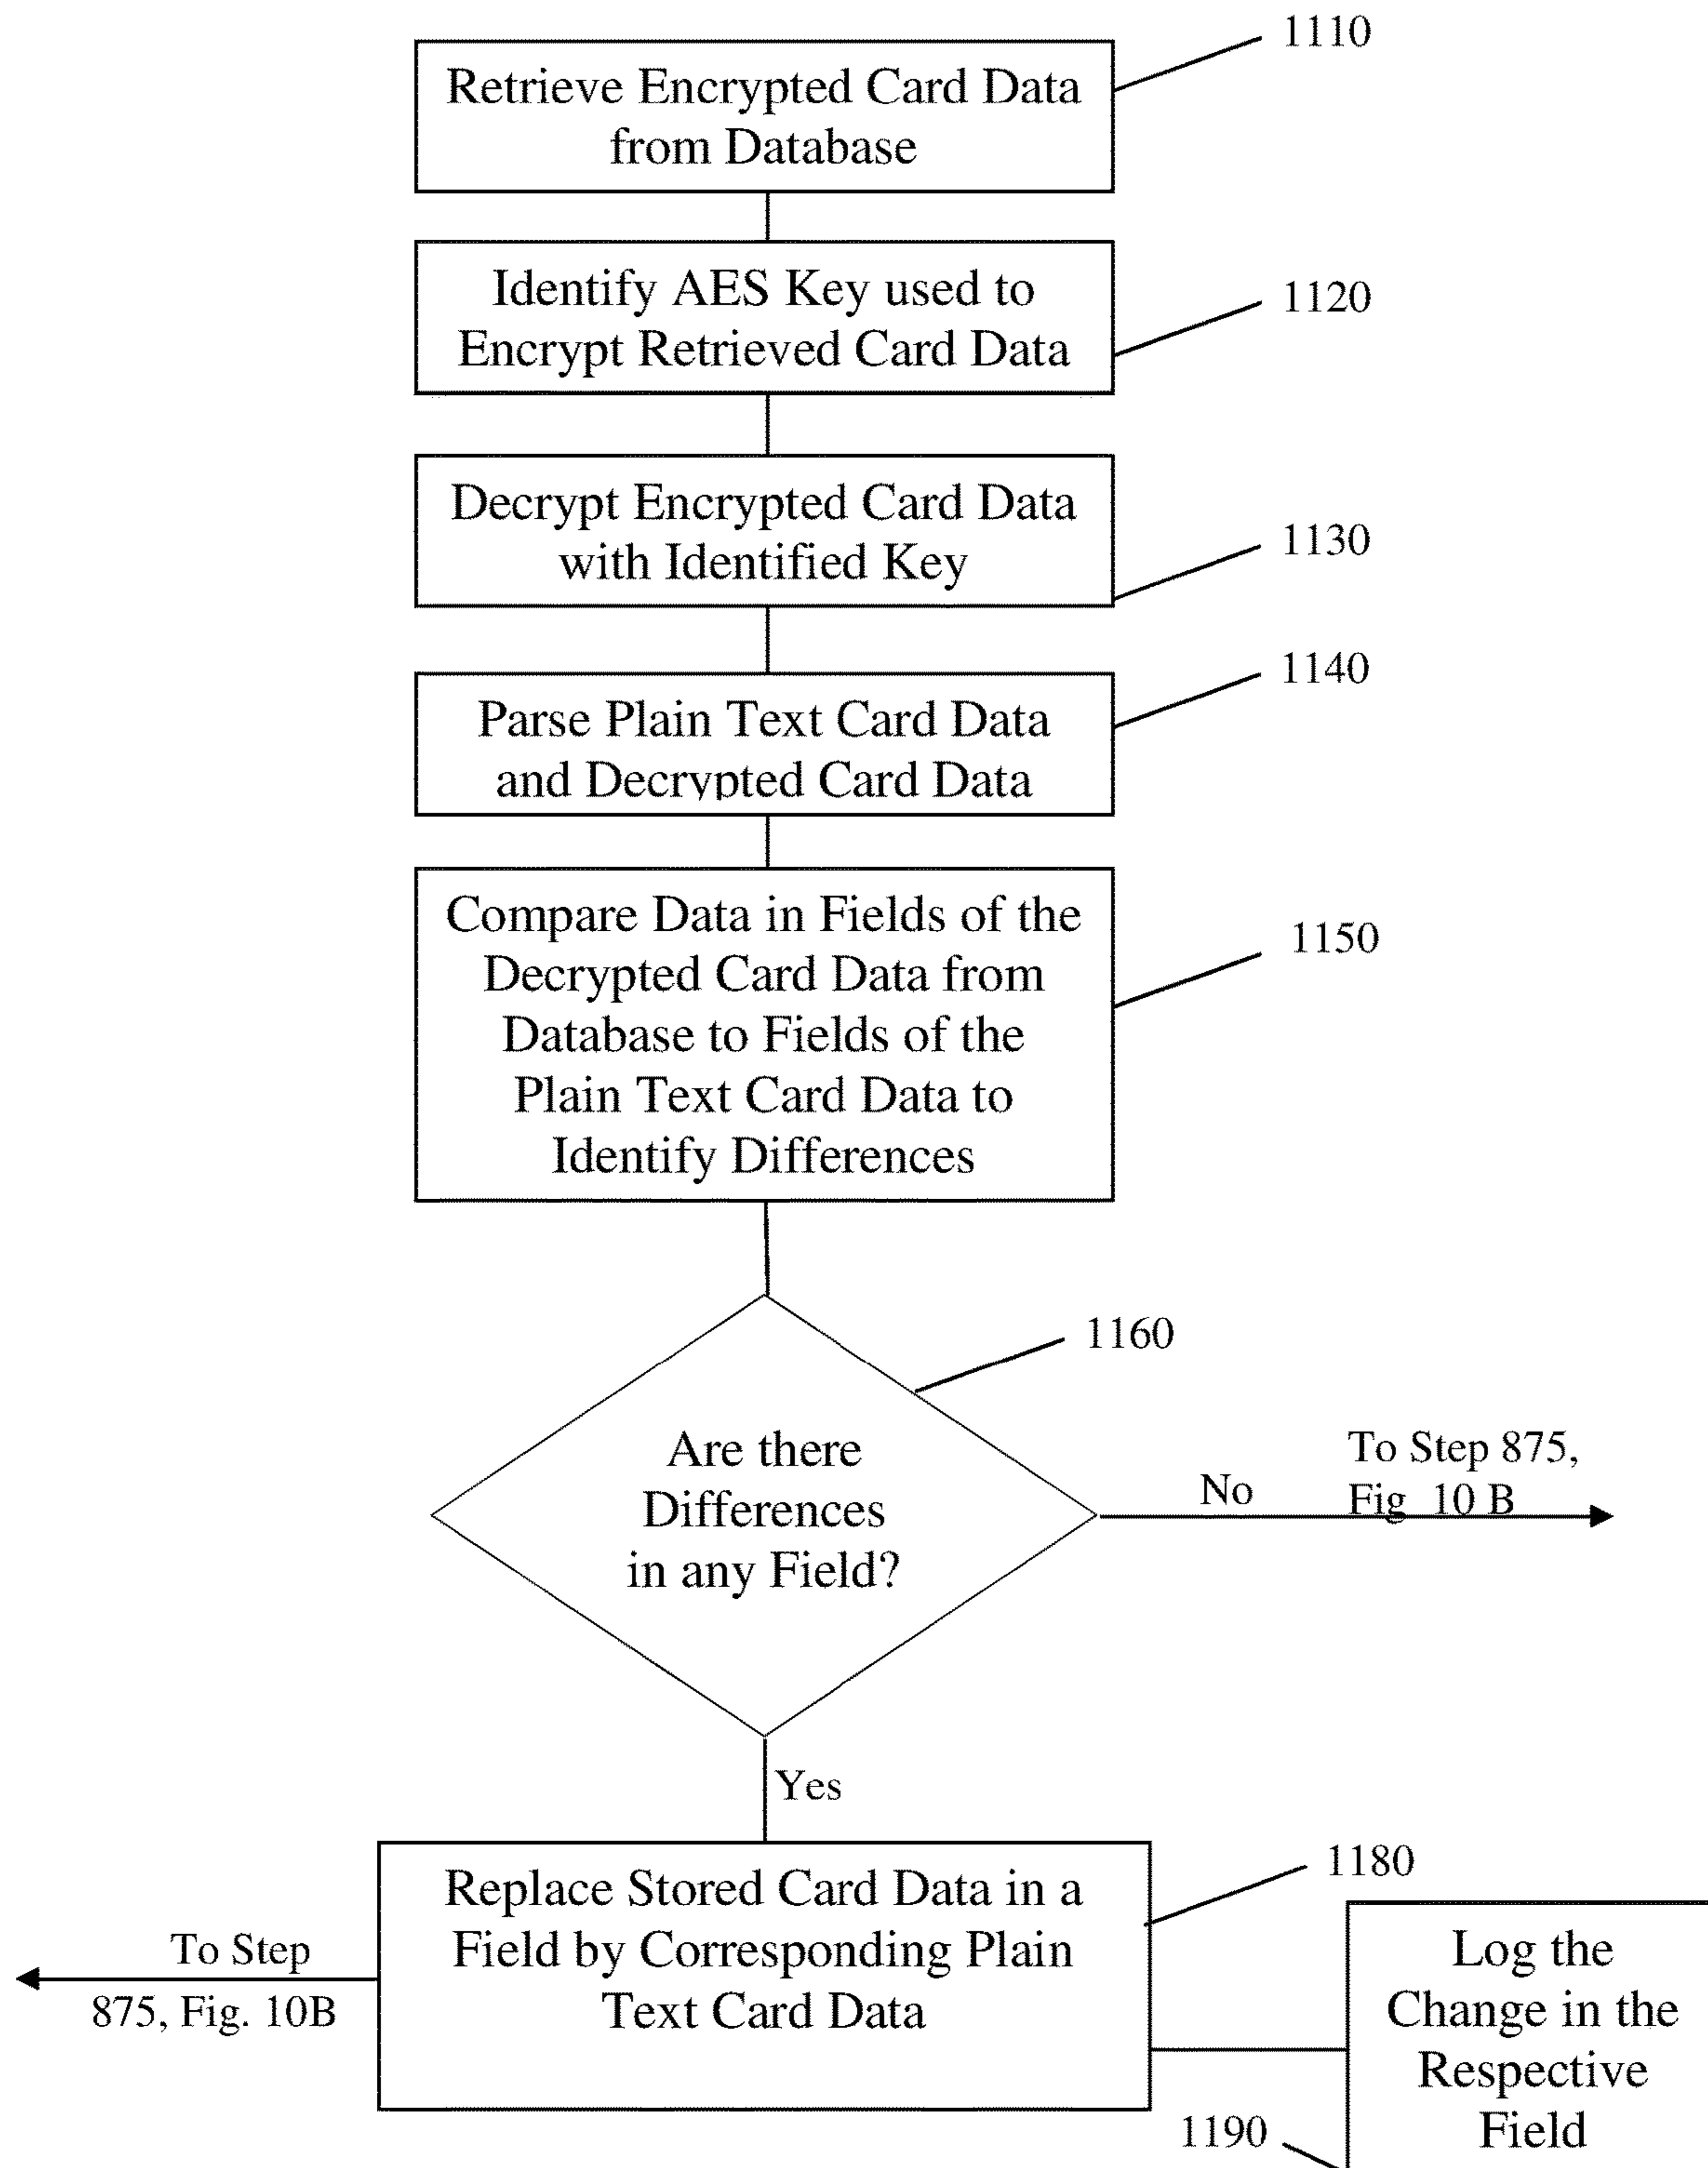 1110
Retrieve Encrypted Card Data
from Database
Identify AES Key used to
Encrypt Retrieved Card Data
1120
Decrypt Encrypted Card Data
with Identified Key
1130
1140
Parse Plain Text Card Data
and Decrypted Card Data
Compare Data in Fields of the
Decrypted Card Data from
Database to Fields of the
Plain Text Card Data to
Identify Differences
1150
1160
Are there
Differences
in any Field?
No
To Step 875,
Fig 10 B
Yes
1180
Replace Stored Card Data in a
Field by Corresponding Plain
Text Card Data
To Step
875, Fig. 10B
Log the
Change in the
Respective
Field
1190